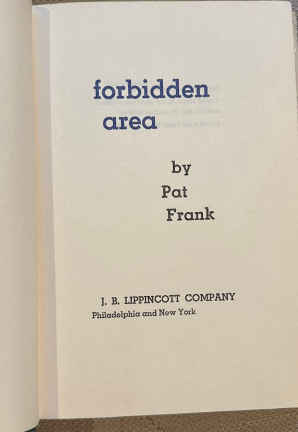 forbidden
area
by
Pat
Frank
J. B. LIPPINCOTT COMPANY
Philadelphia and New York